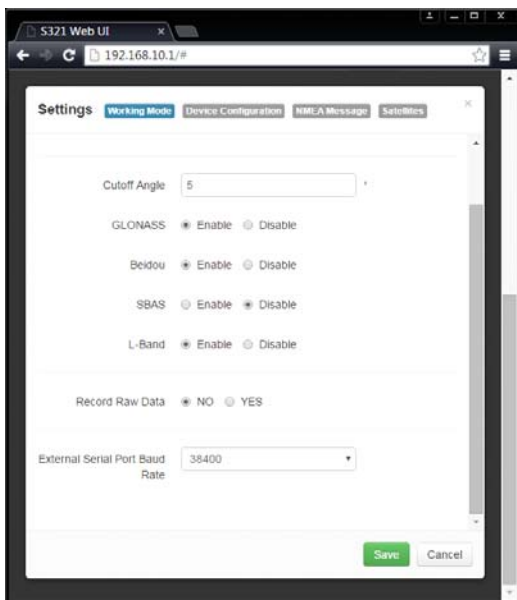 S321 Web UI
192.168.10.1/#
Settings Working Mode Device Configuration NMEA Message Satellites
Cutoff Angle 5 °
GLONASS Enable Disable
Beidou Enable Disable
SBAS Enable Disable
L-Band Enable Disable
Record Raw Data NO YES
External Serial Port Baud 38400
Rate
Save Cancel